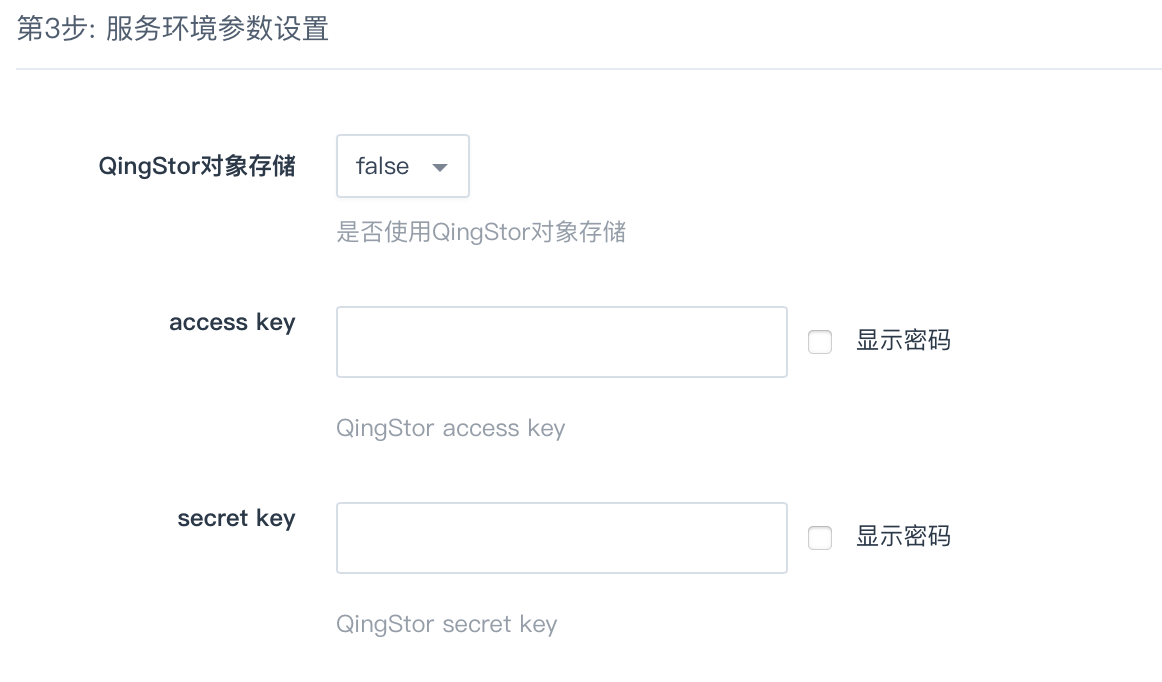 第3步: 服务环境参数设置
QingStor对象存储
false
是否使用QingStor对象存储
access key
显示密码
QingStor access key
secret key
显示密码
QingStor secret key